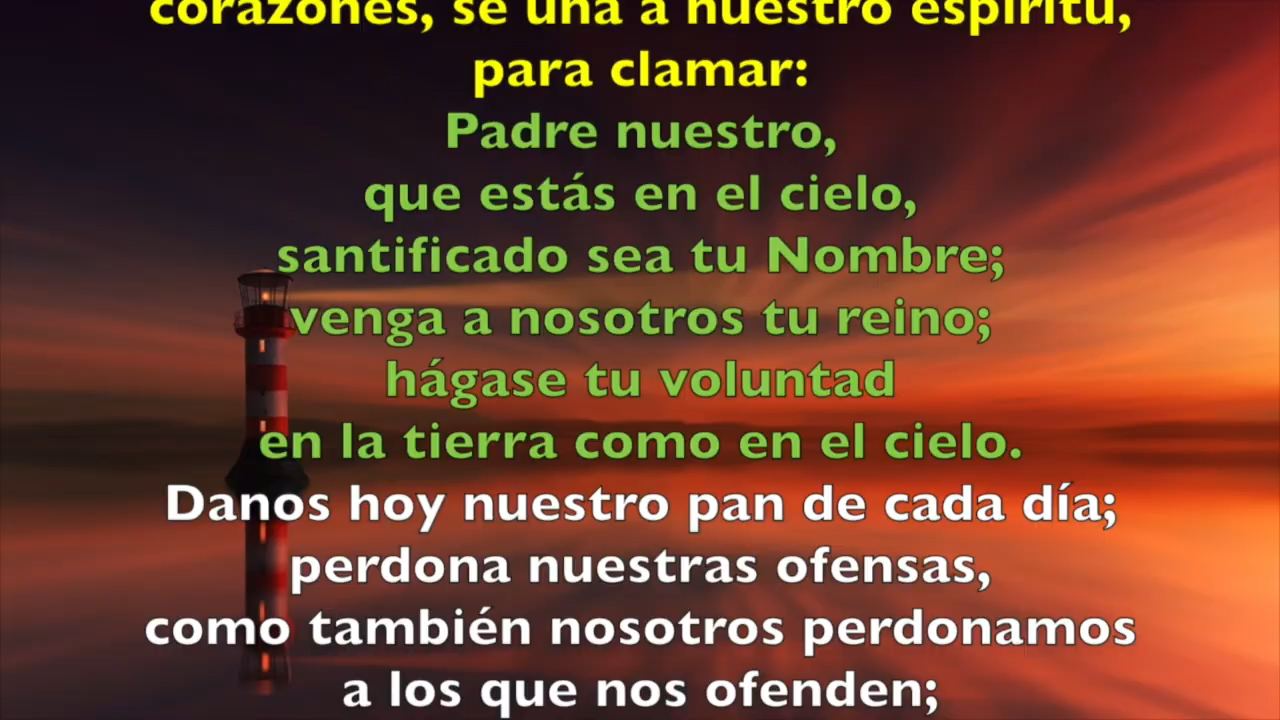 corazones, se una a nuestro espíritu,
para clamar:
Padre nuestro,
que estás en el cielo,
santificado sea tu Nombre;
venga a nosotros tu reino;
hágase tu voluntad
en la tierra como en el cielo.
Danos hoy nuestro pan de cada día;
perdona nuestras ofensas,
como también nosotros perdonamos
a los que nos ofenden;